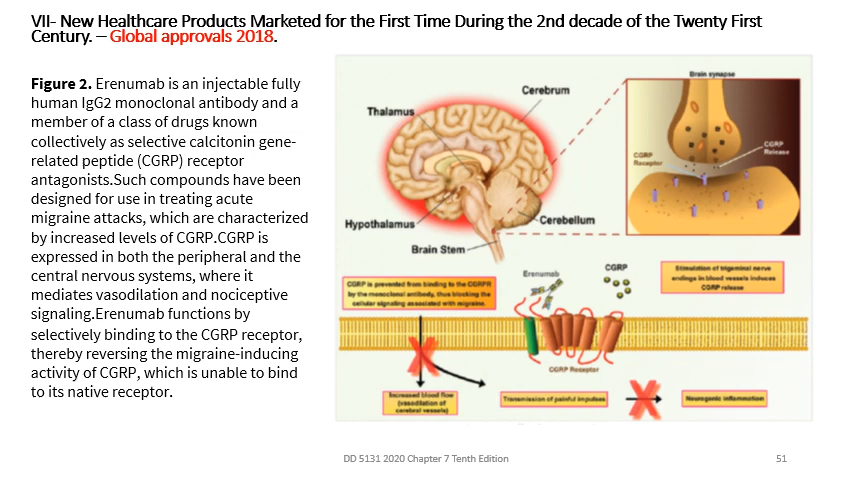 VII- New Healthcare Products Marketed for the First Time During the 2nd decade of the Twenty First
Century. – Global approvals 2018.
Figure 2. Erenumab is an injectable fully
human IgG2 monoclonal antibody and a
member of a class of drugs known
collectively as selective calcitonin gene-
related peptide (CGRP) receptor
antagonists.Such compounds have been
designed for use in treating acute
migraine attacks, which are characterized
by increased levels of CGRP.CGRP is
expressed in both the peripheral and the
central nervous systems, where it
mediates vasodilation and nociceptive
signaling.Erenumab functions by
selectively binding to the CGRP receptor,
thereby reversing the migraine-inducing
activity of CGRP, which is unable to bind
to its native receptor.
Brain synapse
Cerebrum
Thalamus
CGRP
Release
CGRP
Receptor
Hypothalamus
Cerebellum
Brain Stem
Erenumab
CGRP
Stimulation of trigeminal nerve
endings in blood vessels induces
CGRP release
CGRP is prevented from binding to the CGRPR
by the monoclonal antibody, thus blocking the
cellular signaling associated with migraine.
CGRP Receptor
Increased blood flow
(vasodilation of
cerebral vessels)
Transmission of painful impulses
Neurogenic inflammation
DD 5131 2020 Chapter 7 Tenth Edition
51